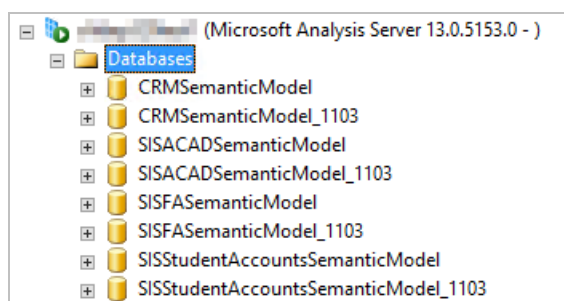 (Microsoft Analysis Server 13.0.5153.0 - )
Databases
CRMSemanticModel
CRMSemanticModel_1103
SISACADSemanticModel
SISACADSemanticModel_1103
SISFASemanticModel
SISFASemanticModel_1103
SISStudentAccountsSemanticModel
SISStudentAccountsSemanticModel_1103